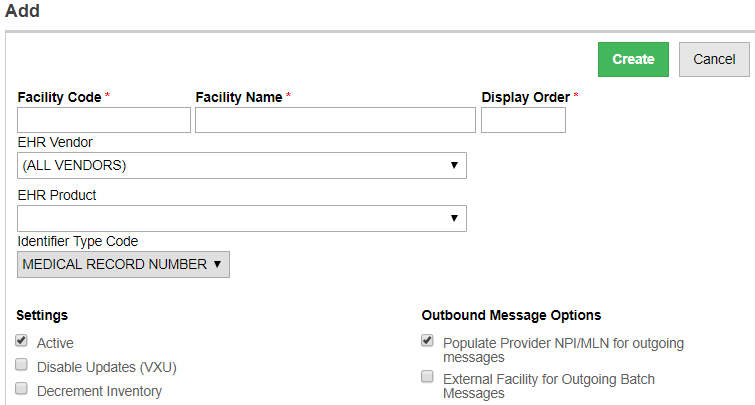 Add
Create Cancel
Facility Code * Facility Name * Display Order *
EHR Vendor
(ALL VENDORS)
EHR Product
Identifier Type Code
MEDICAL RECORD NUMBER
Settings
Active
Disable Updates (VXU)
Decrement Inventory
Outbound Message Options
Populate Provider NPI/MLN for outgoing
messages
External Facility for Outgoing Batch
Messages